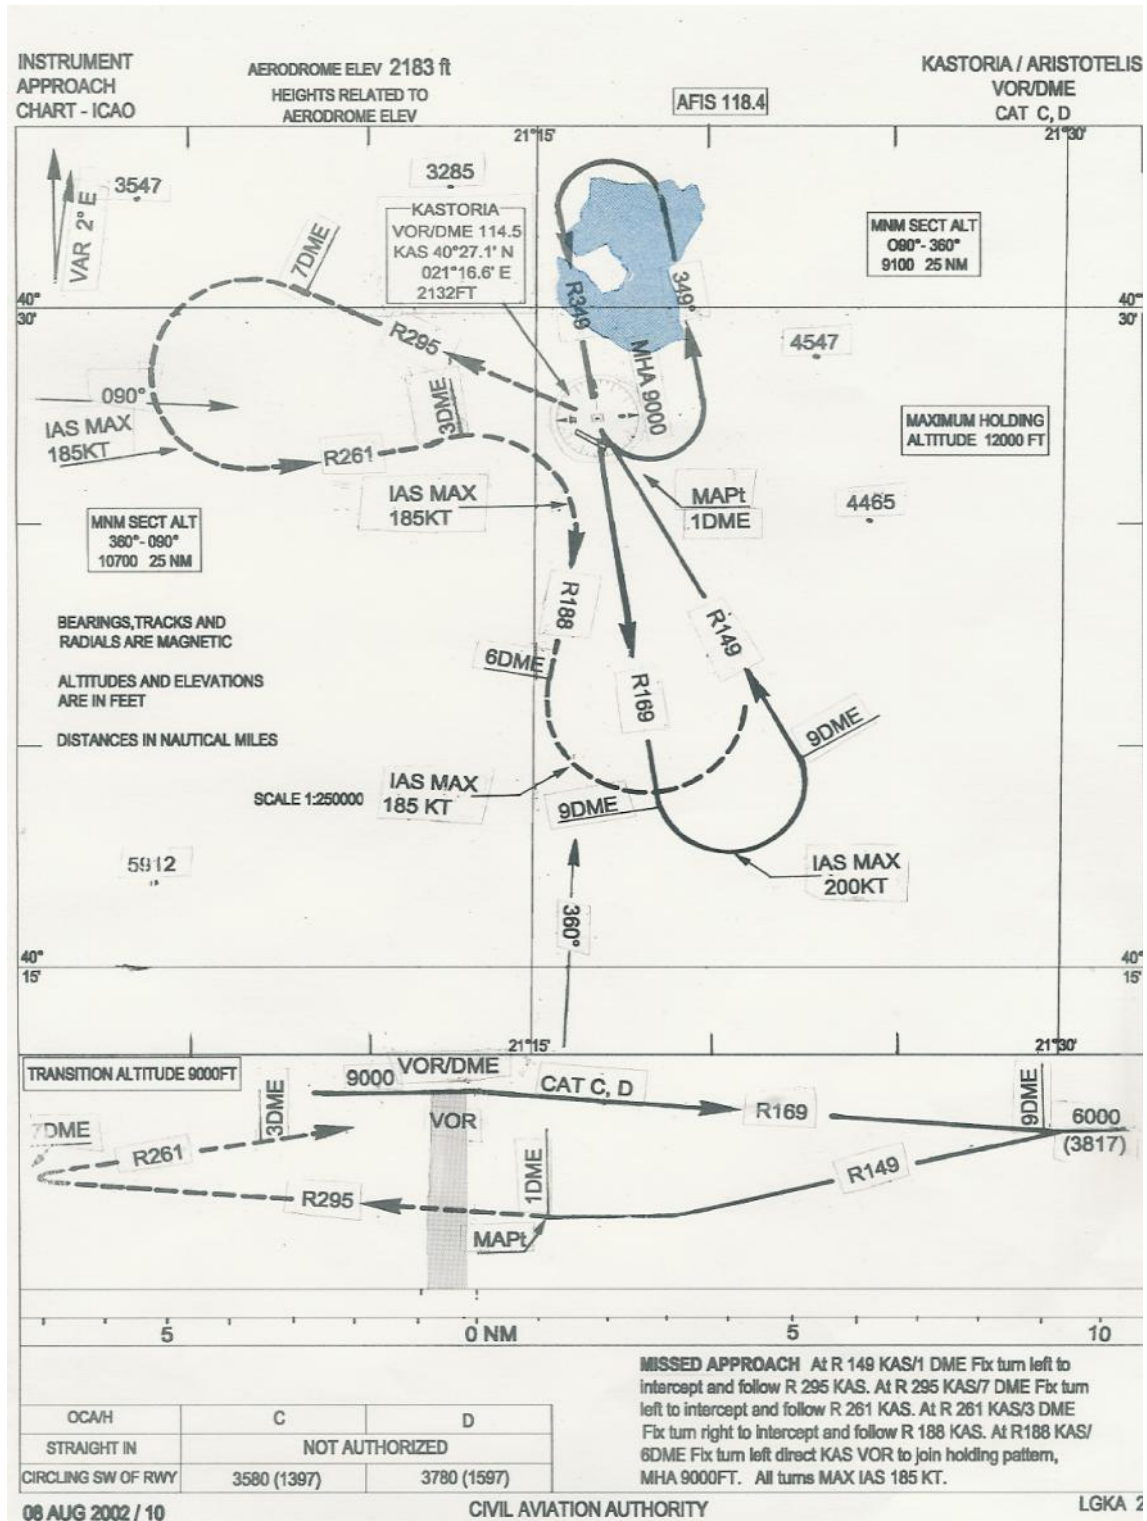 INSTRUMENT
APPROACH
CHART - ICAO
AERODROME ELEV 2183 ft
HEIGHTS RELATED TO
AERODROME ELEV
AFIS 118.4
KASTORIA / ARISTOTELIS
VOR/DME
CAT C, D
21°15'
21°30'
VAR 2° E
3547
3285
KASTORIA
VOR/DME 114.5
KAS 40°27.1' N
021°16.6' E
2132FT
MNM SECT ALT
O90°- 360°
9100 25 NM
7DME
40°
30'
40°
30'
R295
R349
349°
MHA 9000
4547
090°
IAS MAX
185KT
3DME
R261
MAXIMUM HOLDING
ALTITUDE 12000 FT
IAS MAX
185KT
MAPt
1DME
4465
MNM SECT ALT
360°- 090°
10700 25 NM
R188
R149
BEARINGS,TRACKS AND
RADIALS ARE MAGNETIC
6DME
ALTITUDES AND ELEVATIONS
ARE IN FEET
R169
9DME
DISTANCES IN NAUTICAL MILES
SCALE 1:250000
IAS MAX
185 KT
9DME
5912
IAS MAX
200KT
360°
40°
15'
40°
15'
21°15'
21°30'
TRANSITION ALTITUDE 9000FT
9000
VOR/DME
CAT C, D
3DME
VOR
R169
9DME
6000
(3817)
7DME
R261
1DME
R149
R295
MAPt
5
0 NM
5
10
MISSED APPROACH At R 149 KAS/1 DME Fix turn left to
intercept and follow R 295 KAS. At R 295 KAS/7 DME Fix turn
left to intercept and follow R 261 KAS. At R 261 KAS/3 DME
Fix turn right to intercept and follow R 188 KAS. At R188 KAS/
6DME Fix turn left direct KAS VOR to join holding pattern,
MHA 9000FT. All turns MAX IAS 185 KT.
OCA/H C D
STRAIGHT IN NOT AUTHORIZED
CIRCLING SW OF RWY 3580 (1397) 3780 (1597)
08 AUG 2002 / 10
CIVIL AVIATION AUTHORITY
LGKA 2